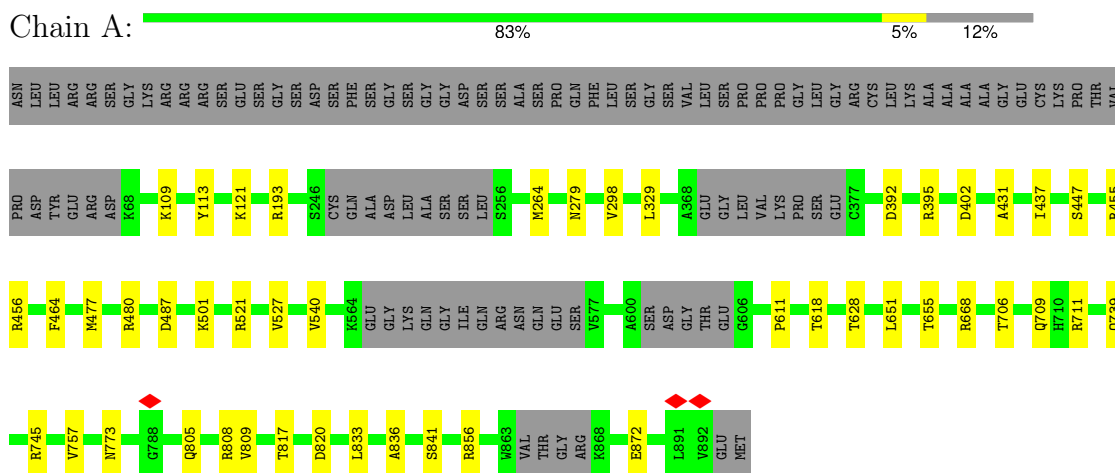 Chain A:
83% 5% 12%
ASN LEU LEU ARG ARG SER GLY LYS ARG ARG ARG SER GLU SER GLY SER ASP SER PHE SER GLY SER GLY GLY ASP SER SER ALA SER PRO GLN PHE LEU SER GLY SER VAL LEU SER PRO PRO PRO GLY LEU GLY ARG CYS LEU LYS ALA ALA ALA ALA GLY GLU CYS LYS PRO THR VAL
PRO ASP TYR GLU ARG ASP K68 K109 Y113 K121 R193 S246 CYS GLN ALA ASP LEU ALA SER SER LEU S256 M264 N279 V298 L329 A368 GLU GLY LEU VAL LYS PRO SER GLU C377 D392 R395 D402 A431 I437 S447
R456 F464 M477 R480 D487 K501 R521 V527 V540 K564 GLU GLY LYS GLN GLY ILE GLN ARG ASN GLN GLU SER V577 A600 SER ASP GLY THR GLU G606 P611 T618 T628 L651 T655 R668 T706 Q709 H710 R711
R745 V757 N773 G788 Q805 R808 V809 T817 D820 L833 A836 S841 R856 W863 VAL THR GLY ARG K868 E872 L891 V892 GLU MET